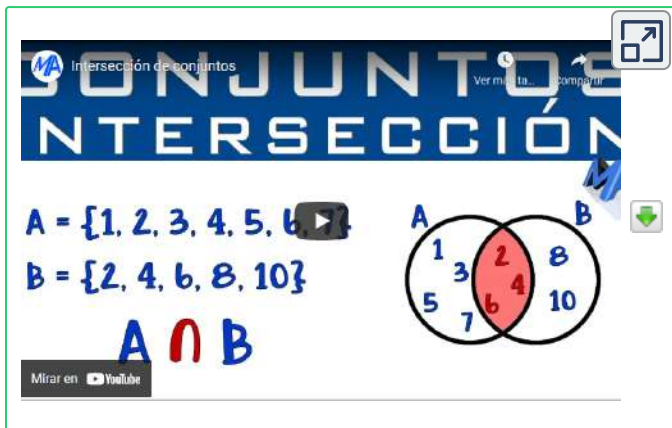 CONJUNTOS
MA Intersección de conjuntos
Ver más ta... Compartir
INTERSECCIÓN
MA
A = {1, 2, 3, 4, 5, 6, 7}
B = {2, 4, 6, 8, 10}
A ∩ B
A B
1 2 8
3 4
5 6 10
7
Mirar en YouTube